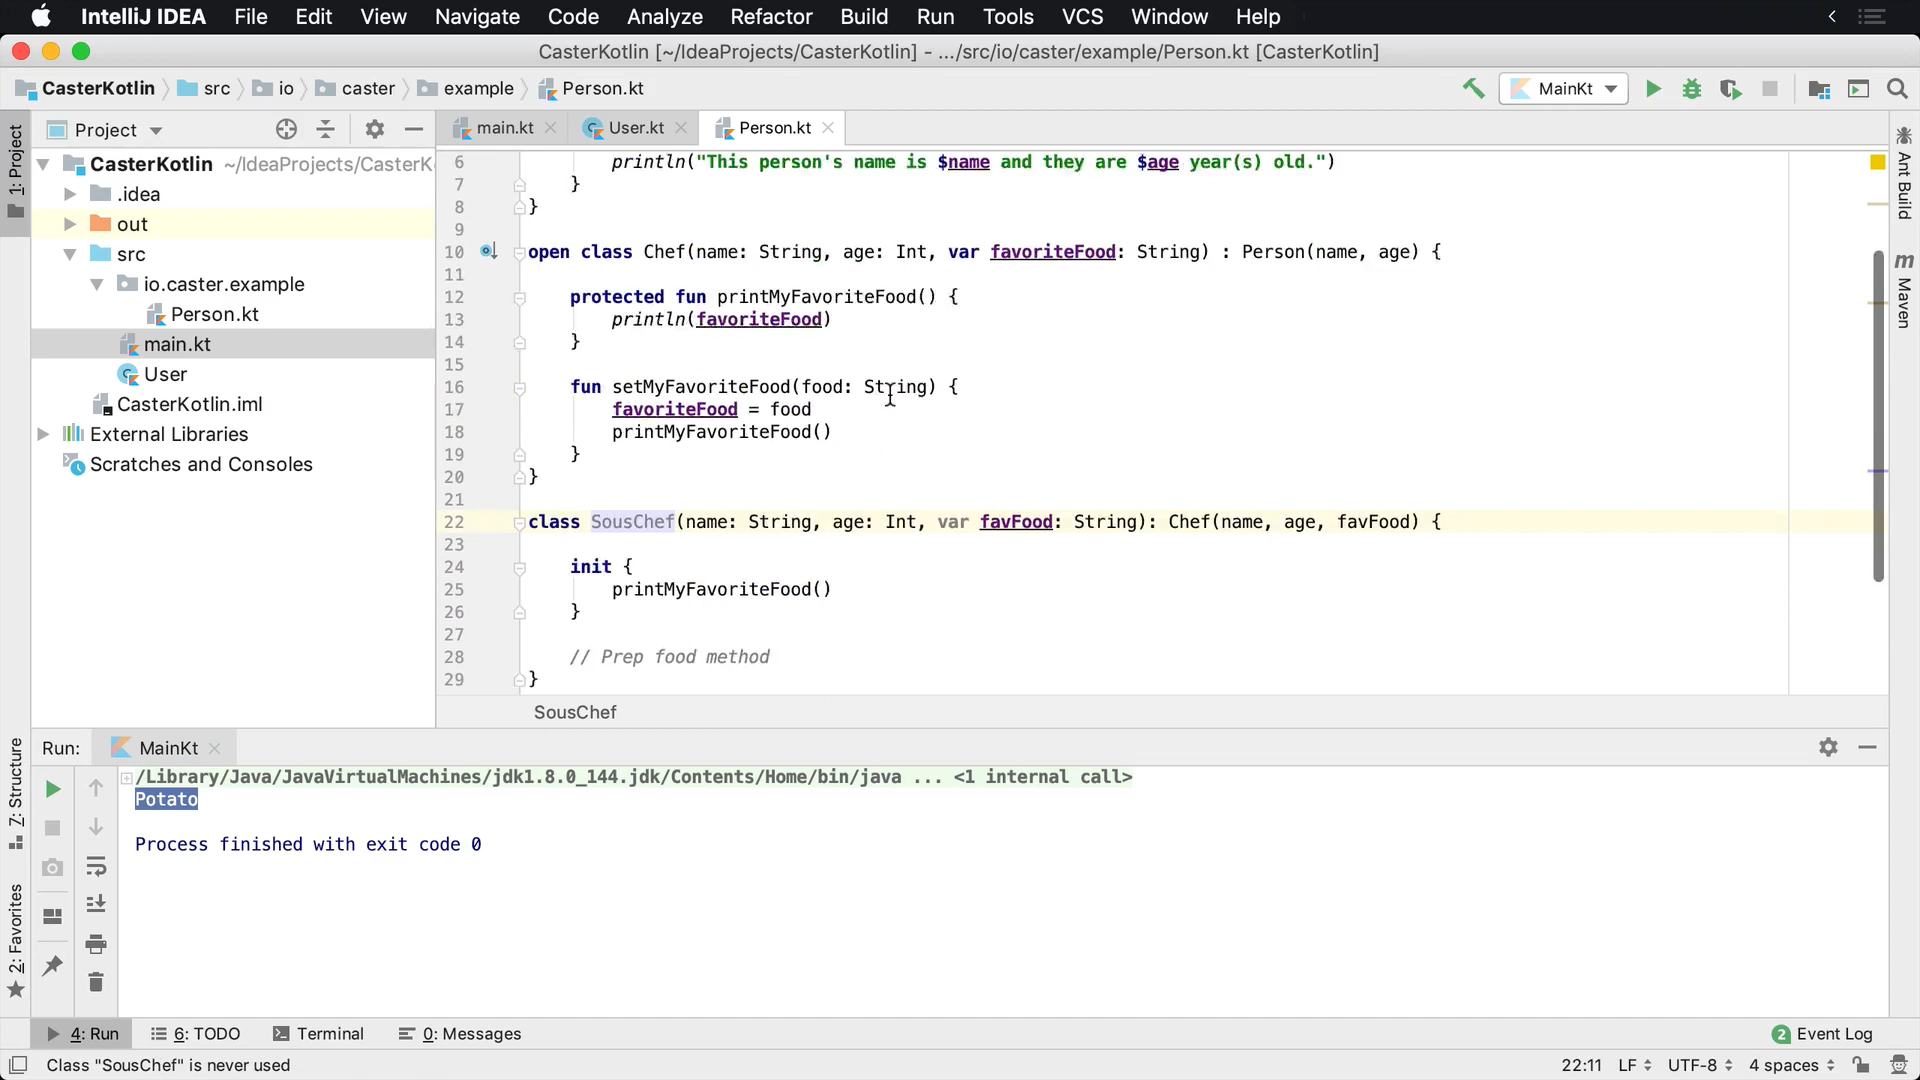 IntelliJ IDEA File Edit View Navigate Code Analyze Refactor Build Run Tools VCS Window Help
CasterKotlin [~/IdeaProjects/CasterKotlin] - .../src/io/caster/example/Person.kt [CasterKotlin]
CasterKotlin src io caster example Person.kt MainKt
1: Project
Project
main.kt User.kt Person.kt
CasterKotlin ~/IdeaProjects/CasterK
.idea
out
src
io.caster.example
Person.kt
main.kt
User
CasterKotlin.iml
External Libraries
Scratches and Consoles
6 println("This person's name is $name and they are $age year(s) old.")
7 }
8 }
9
10 open class Chef(name: String, age: Int, var favoriteFood: String) : Person(name, age) {
11
12 protected fun printMyFavoriteFood() {
13 println(favoriteFood)
14 }
15
16 fun setMyFavoriteFood(food: String) {
17 favoriteFood = food
18 printMyFavoriteFood()
19 }
20 }
21
22 class SousChef(name: String, age: Int, var favFood: String): Chef(name, age, favFood) {
23
24 init {
25 printMyFavoriteFood()
26 }
27
28 // Prep food method
29 }
SousChef
Ant Build
m Maven
Run: MainKt
/Library/Java/JavaVirtualMachines/jdk1.8.0_144.jdk/Contents/Home/bin/java ... <1 internal call>
Potato
Process finished with exit code 0
Z: Structure
2: Favorites
4: Run 6: TODO Terminal 0: Messages 2 Event Log
Class "SousChef" is never used 22:11 LF UTF-8 4 spaces